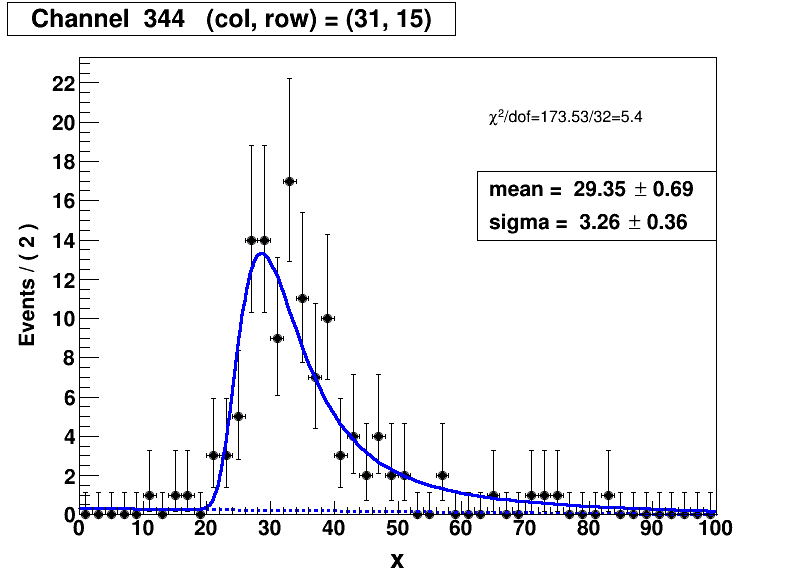 Channel 344 (col, row) = (31, 15)
χ²/dof=173.53/32=5.4
mean = 29.35 ± 0.69
sigma = 3.26 ± 0.36
Events / ( 2 )
22
20
18
16
14
12
10
8
6
4
2
0
0 10 20 30 40 50 60 70 80 90 100
x